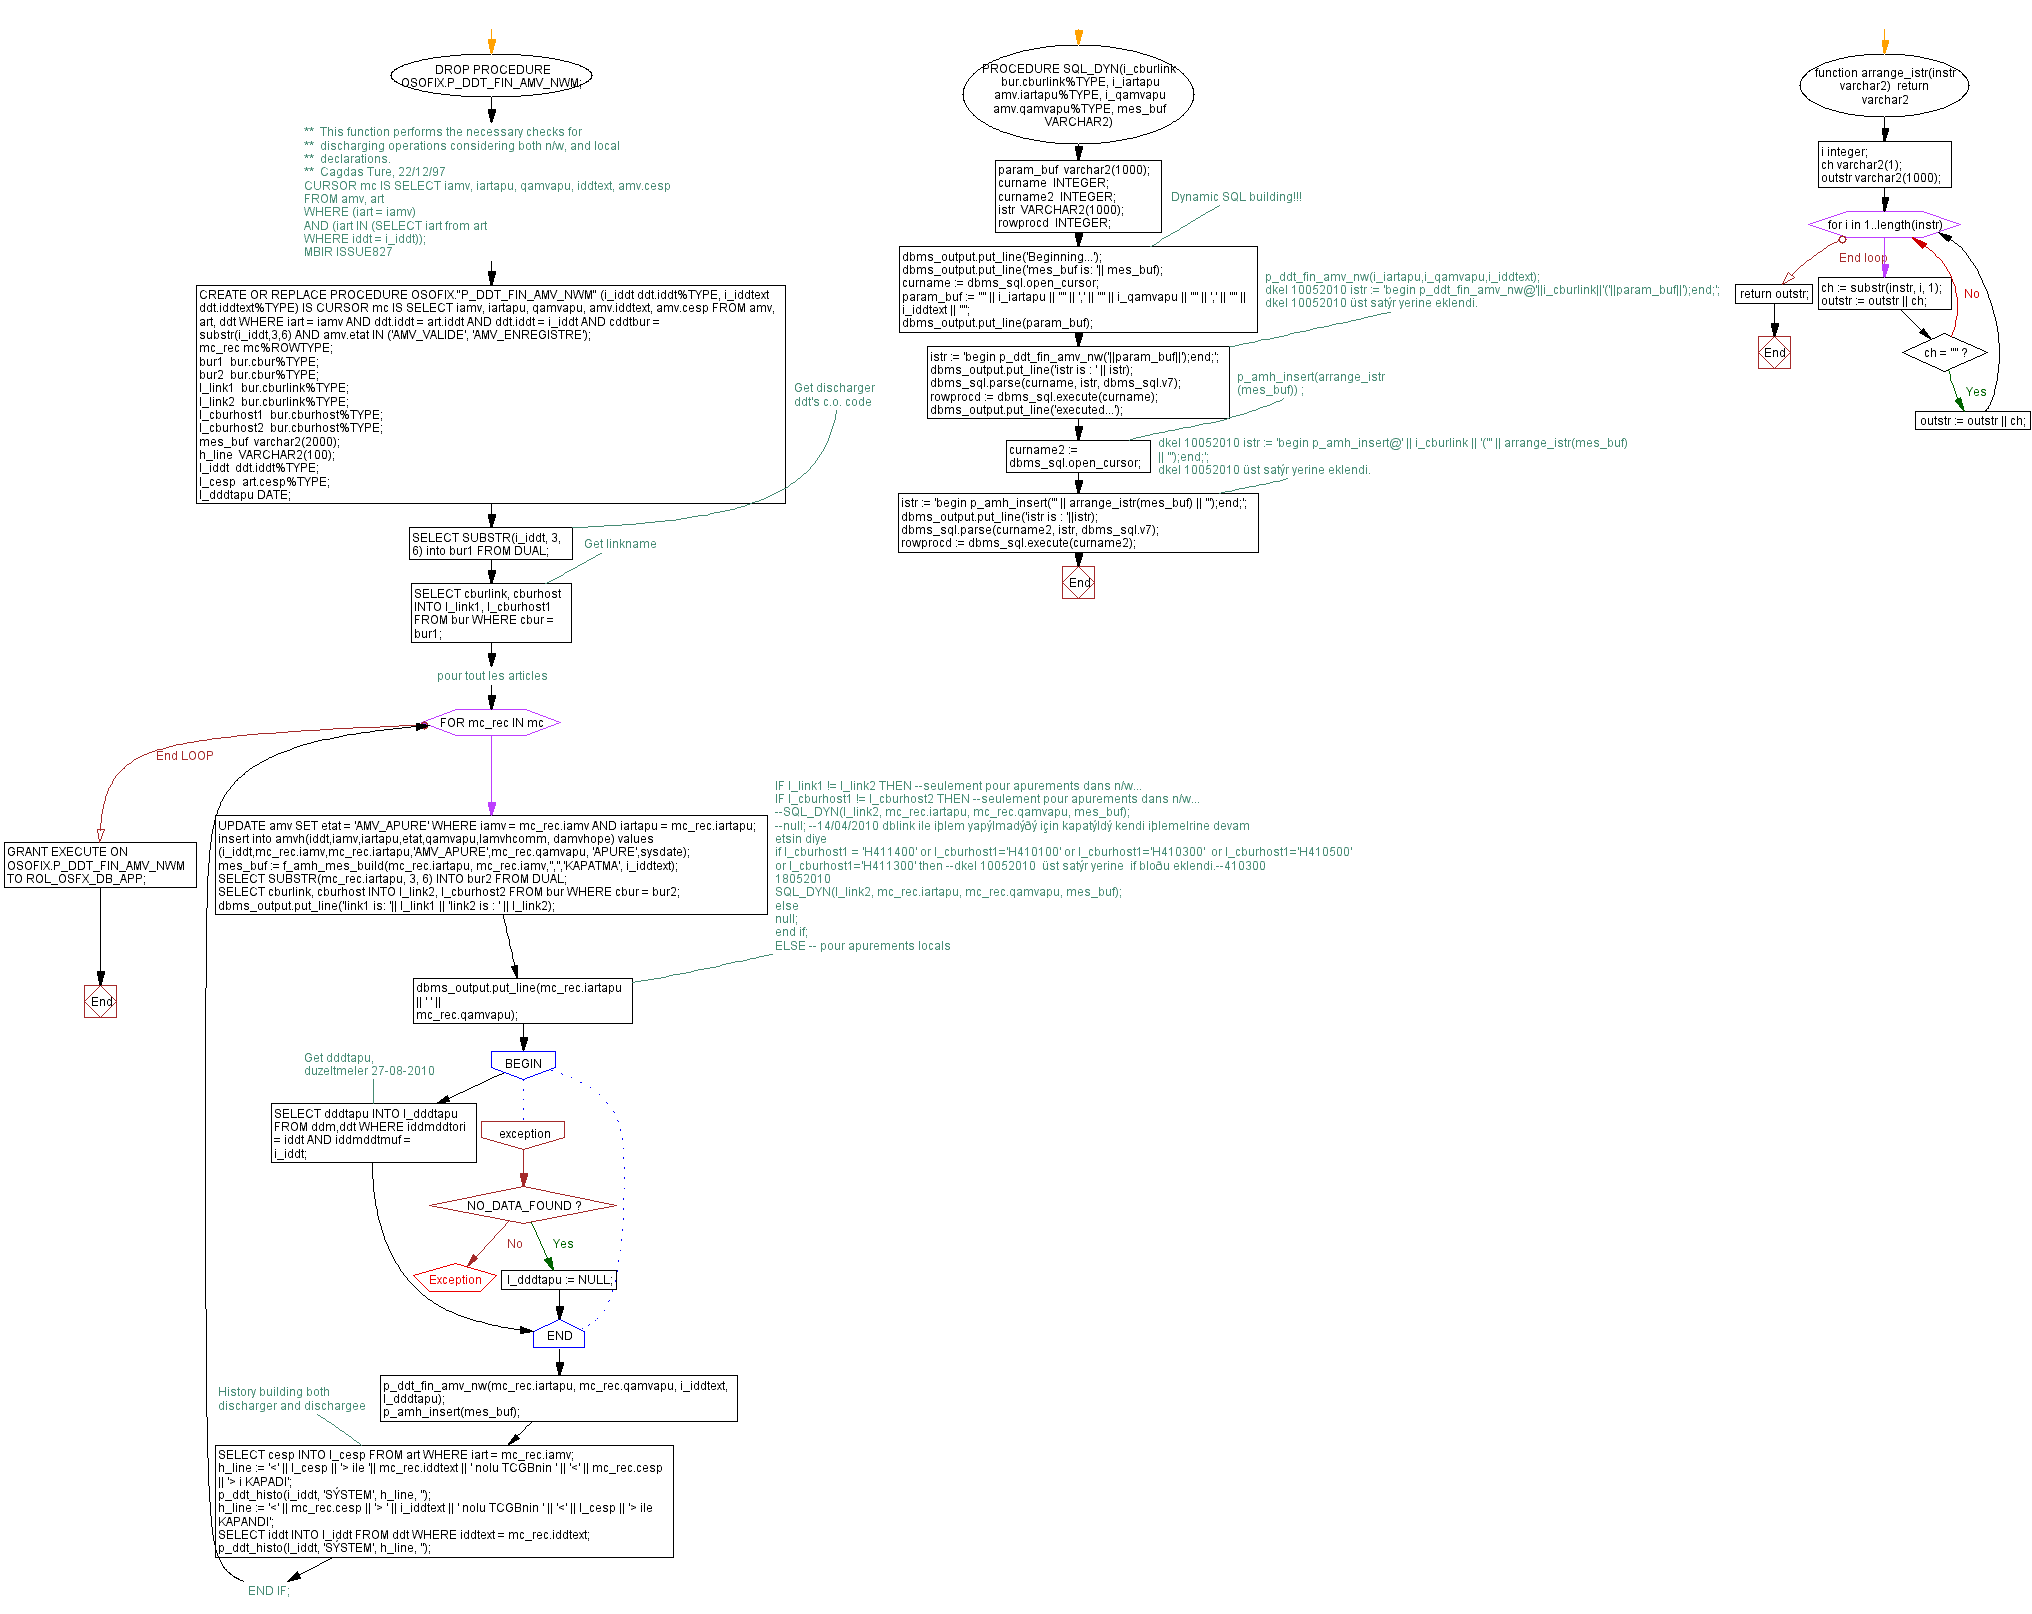 DROP PROCEDURE
OSOFIX.P_DDT_FIN_AMV_NWM;
** This function performs the necessary checks for
** discharging operations considering both n/w, and local
** declarations.
** Cagdas Ture, 22/12/97
CURSOR mc IS SELECT iamv, iartapu, qamvapu, iddtext, amv.cesp
FROM amv, art
WHERE (iart = iamv)
AND (iart IN (SELECT iart from art
WHERE iddt = i_iddt));
MBIR ISSUE827
CREATE OR REPLACE PROCEDURE OSOFIX."P_DDT_FIN_AMV_NWM" (i_iddt ddt.iddt%TYPE, i_iddtext
ddt.iddtext%TYPE) IS CURSOR mc IS SELECT iamv, iartapu, qamvapu, amv.iddtext, amv.cesp FROM amv,
art, ddt WHERE iart = iamv AND ddt.iddt = art.iddt AND ddt.iddt = i_iddt AND cddtbur =
substr(i_iddt,3,6) AND amv.etat IN ('AMV_VALIDE', 'AMV_ENREGISTRE');
mc_rec mc%ROWTYPE;
bur1 bur.cbur%TYPE;
bur2 bur.cbur%TYPE;
l_link1 bur.cburlink%TYPE;
l_link2 bur.cburlink%TYPE;
l_cburhost1 bur.cburhost%TYPE;
l_cburhost2 bur.cburhost%TYPE;
mes_buf varchar2(2000);
h_line VARCHAR2(100);
l_iddt ddt.iddt%TYPE;
l_cesp art.cesp%TYPE;
l_dddtapu DATE;
Get discharger
ddt's c.o. code
SELECT SUBSTR(i_iddt, 3,
6) into bur1 FROM DUAL;
Get linkname
SELECT cburlink, cburhost
INTO l_link1, l_cburhost1
FROM bur WHERE cbur =
bur1;
pour tout les articles
FOR mc_rec IN mc
End LOOP
GRANT EXECUTE ON
OSOFIX.P_DDT_FIN_AMV_NWM
TO ROL_OSFX_DB_APP;
End
UPDATE amv SET etat = 'AMV_APURE' WHERE iamv = mc_rec.iamv AND iartapu = mc_rec.iartapu;
insert into amvh(iddt,iamv,iartapu,etat,qamvapu,lamvhcomm, damvhope) values
(i_iddt,mc_rec.iamv,mc_rec.iartapu,'AMV_APURE',mc_rec.qamvapu, 'APURE',sysdate);
mes_buf := f_amh_mes_build(mc_rec.iartapu, mc_rec.iamv,'','','KAPATMA', i_iddtext);
SELECT SUBSTR(mc_rec.iartapu, 3, 6) INTO bur2 FROM DUAL;
SELECT cburlink, cburhost INTO l_link2, l_cburhost2 FROM bur WHERE cbur = bur2;
dbms_output.put_line('link1 is: '|| l_link1 || 'link2 is : ' || l_link2);
IF l_link1 != l_link2 THEN --seulement pour apurements dans n/w...
IF l_cburhost1 != l_cburhost2 THEN --seulement pour apurements dans n/w...
--SQL_DYN(l_link2, mc_rec.iartapu, mc_rec.qamvapu, mes_buf);
--null; --14/04/2010 dblink ile iþlem yapýlmadýðý için kapatýldý kendi iþlemelrine devam
etsin diye
if l_cburhost1 = 'H411400' or l_cburhost1='H410100' or l_cburhost1='H410300' or l_cburhost1='H410500'
or l_cburhost1='H411300' then --dkel 10052010 üst satýr yerine if bloðu eklendi.--410300
18052010
SQL_DYN(l_link2, mc_rec.iartapu, mc_rec.qamvapu, mes_buf);
else
null;
end if;
ELSE -- pour apurements locals
dbms_output.put_line(mc_rec.iartapu
|| ' ' ||
mc_rec.qamvapu);
BEGIN
Get dddtapu,
duzeltmeler 27-08-2010
SELECT dddtapu INTO l_dddtapu
FROM ddm,ddt WHERE iddmddtori
= iddt AND iddmddtmuf =
i_iddt;
exception
NO_DATA_FOUND ?
No
Yes
Exception
l_dddtapu := NULL;
END
p_ddt_fin_amv_nw(mc_rec.iartapu, mc_rec.qamvapu, i_iddtext,
l_dddtapu);
p_amh_insert(mes_buf);
History building both
discharger and dischargee
SELECT cesp INTO l_cesp FROM art WHERE iart = mc_rec.iamv;
h_line := '<' || l_cesp || '> ile '|| mc_rec.iddtext || ' nolu TCGBnin ' || '<' || mc_rec.cesp
|| '> i KAPADI';
p_ddt_histo(i_iddt, 'SÝSTEM', h_line, '');
h_line := '<' || mc_rec.cesp || '> ' || i_iddtext || ' nolu TCGBnin ' || '<' || l_cesp || '> ile
KAPANDI';
SELECT iddt INTO l_iddt FROM ddt WHERE iddtext = mc_rec.iddtext;
p_ddt_histo(l_iddt, 'SÝSTEM', h_line, '');
END IF;
PROCEDURE SQL_DYN(i_cburlink
bur.cburlink%TYPE, i_iartapu
amv.iartapu%TYPE, i_qamvapu
amv.qamvapu%TYPE, mes_buf
VARCHAR2)
param_buf varchar2(1000);
curname INTEGER;
curname2 INTEGER;
istr VARCHAR2(1000);
rowprocd INTEGER;
Dynamic SQL building!!!
dbms_output.put_line('Beginning...');
dbms_output.put_line('mes_buf is: '|| mes_buf);
curname := dbms_sql.open_cursor;
param_buf := '''' || i_iartapu || '''' || ',' || '''' || i_qamvapu || '''' || ',' || '''' ||
i_iddtext || '''';
dbms_output.put_line(param_buf);
p_ddt_fin_amv_nw(i_iartapu,i_qamvapu,i_iddtext);
dkel 10052010 istr := 'begin p_ddt_fin_amv_nw@'||i_cburlink||'('||param_buf||');end;';
dkel 10052010 üst satýr yerine eklendi.
istr := 'begin p_ddt_fin_amv_nw('||param_buf||');end;';
dbms_output.put_line('istr is : ' || istr);
dbms_sql.parse(curname, istr, dbms_sql.v7);
rowprocd := dbms_sql.execute(curname);
dbms_output.put_line('executed...');
p_amh_insert(arrange_istr
(mes_buf)) ;
curname2 :=
dbms_sql.open_cursor;
dkel 10052010 istr := 'begin p_amh_insert@' || i_cburlink || '(''' || arrange_istr(mes_buf)
|| ''');end;';
dkel 10052010 üst satýr yerine eklendi.
istr := 'begin p_amh_insert(''' || arrange_istr(mes_buf) || ''');end;';
dbms_output.put_line('istr is : '||istr);
dbms_sql.parse(curname2, istr, dbms_sql.v7);
rowprocd := dbms_sql.execute(curname2);
End
function arrange_istr(instr
varchar2) return
varchar2
i integer;
ch varchar2(1);
outstr varchar2(1000);
for i in 1..length(instr)
End loop
return outstr;
End
ch := substr(instr, i, 1);
outstr := outstr || ch;
No
ch = '''' ?
Yes
outstr := outstr || ch;